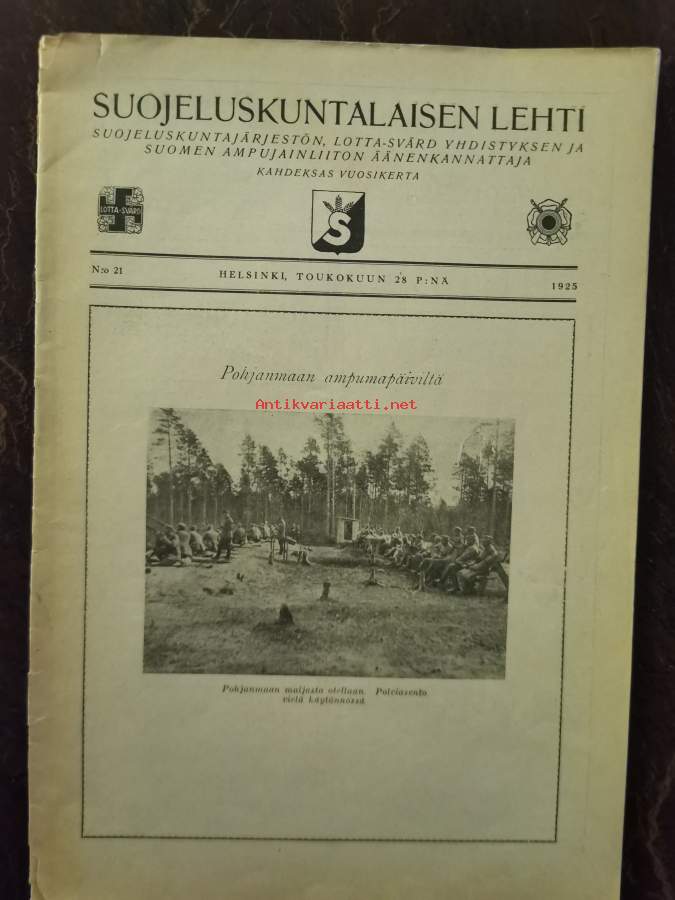 SUOJELUSKUNTALAISEN LEHTI
SUOJELUSKUNTAJÄRJESTÖN, LOTTA-SVÄRD YHDISTYKSEN JA
SUOMEN AMPUJAINLIITON ÄÄNENKANNATTAJA
KAHDEKSAS VUOSIKERTA
LOTTA-SVÄRD
S
N:o 21
HELSINKI, TOUKOKUUN 28 P:NÄ
1925
Pohjanmaan ampumapäiviltä
Antikvariaatti.net
Pohjanmaan maljasta otellaan. Polviasento
vielä käytännössä